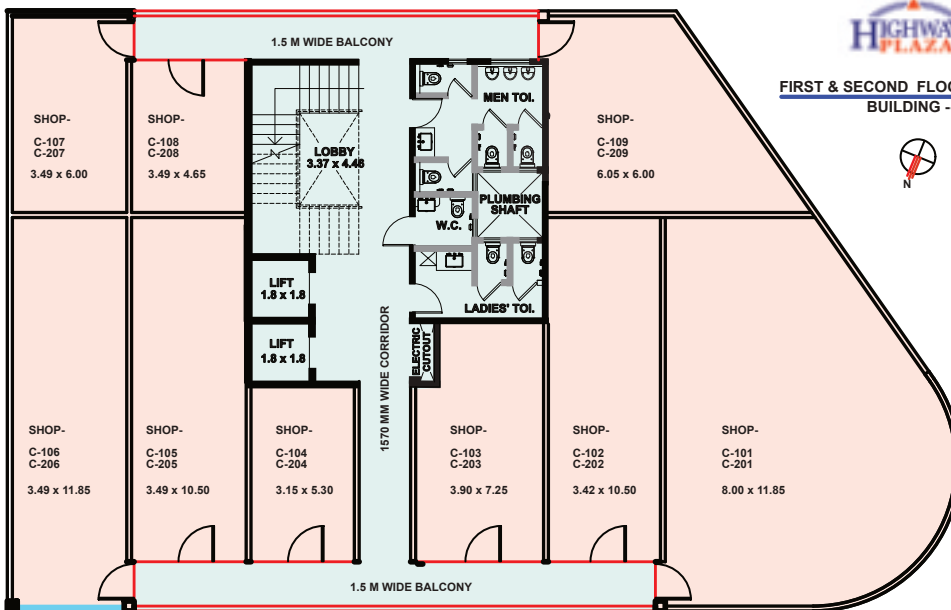 HIGHWA
PLAZA
FIRST & SECOND FLOO
BUILDING -
N
1.5 M WIDE BALCONY
SHOP-
C-107
C-207
3.49 x 6.00
SHOP-
C-108
C-208
3.49 x 4.65
LOBBY
3.37 x 4.46
MEN TOI.
PLUMBING
SHAFT
W.C.
LADIES' TOI.
SHOP-
C-109
C-209
6.05 x 6.00
LIFT
1.8 x 1.8
LIFT
1.8 x 1.8
ELECTRIC
CUTOUT
1570 MM WIDE CORRIDOR
SHOP-
C-106
C-206
3.49 x 11.85
SHOP-
C-105
C-205
3.49 x 10.50
SHOP-
C-104
C-204
3.15 x 5.30
SHOP-
C-103
C-203
3.90 x 7.25
SHOP-
C-102
C-202
3.42 x 10.50
SHOP-
C-101
C-201
8.00 x 11.85
1.5 M WIDE BALCONY